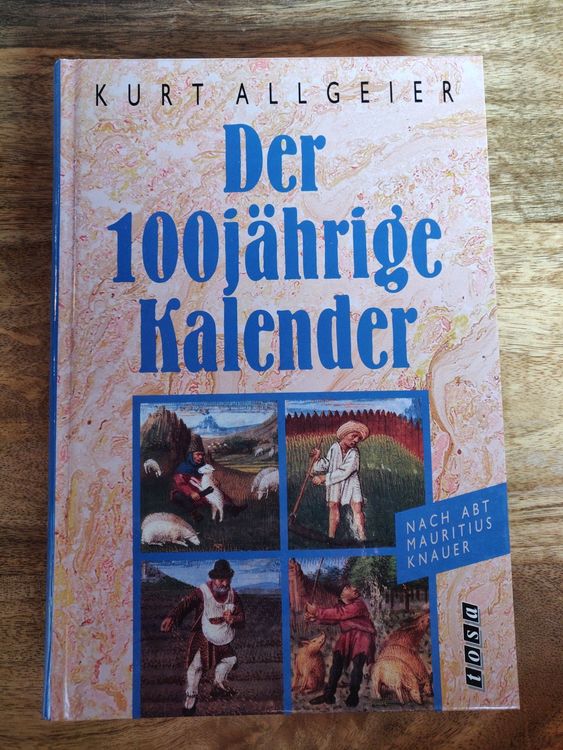 KURT ALLGEIER
Der
100jährige
Kalender
NACH ABT
MAURITIUS
KNAUER
tosa